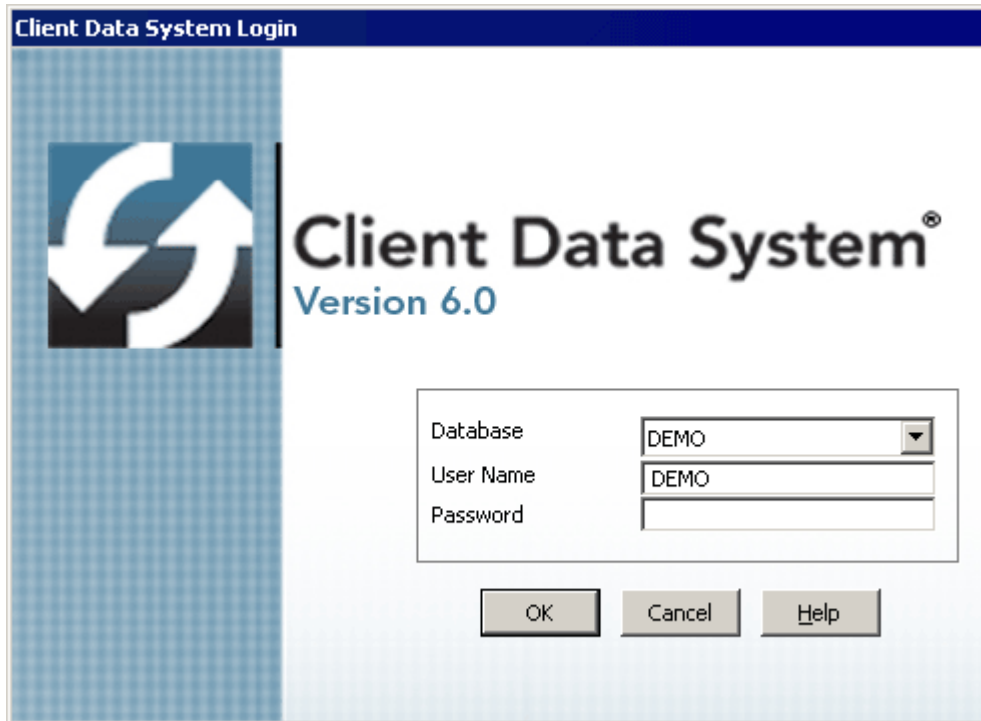 Client Data System Login
Client Data System®
Version 6.0
Database DEMO
User Name DEMO
Password
OK Cancel Help